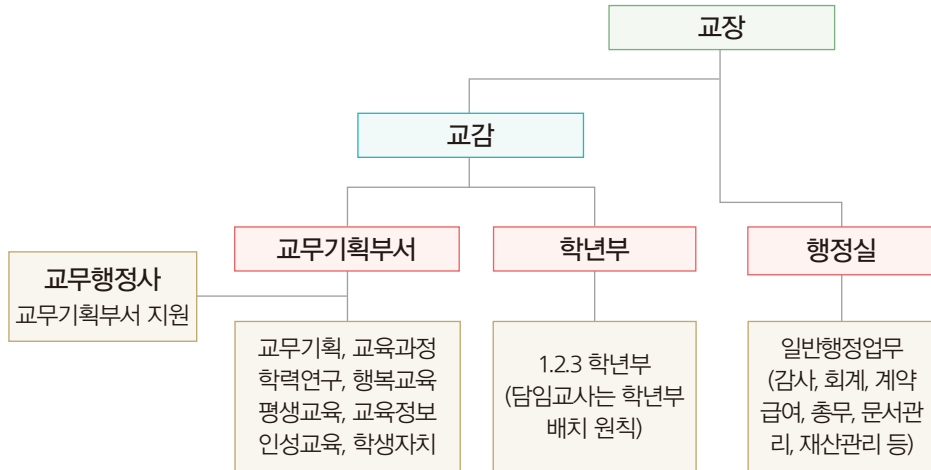 교장
교감
교무기획부서
학년부
행정실
교무행정사
교무기획부서 지원
교무기획, 교육과정
학력연구, 행복교육
평생교육, 교육정보
인성교육, 학생자치
1.2.3 학년부
(담임교사는 학년부
배치 원칙)
일반행정업무
(감사, 회계, 계약
급여, 총무, 문서관
리, 재산관리 등)